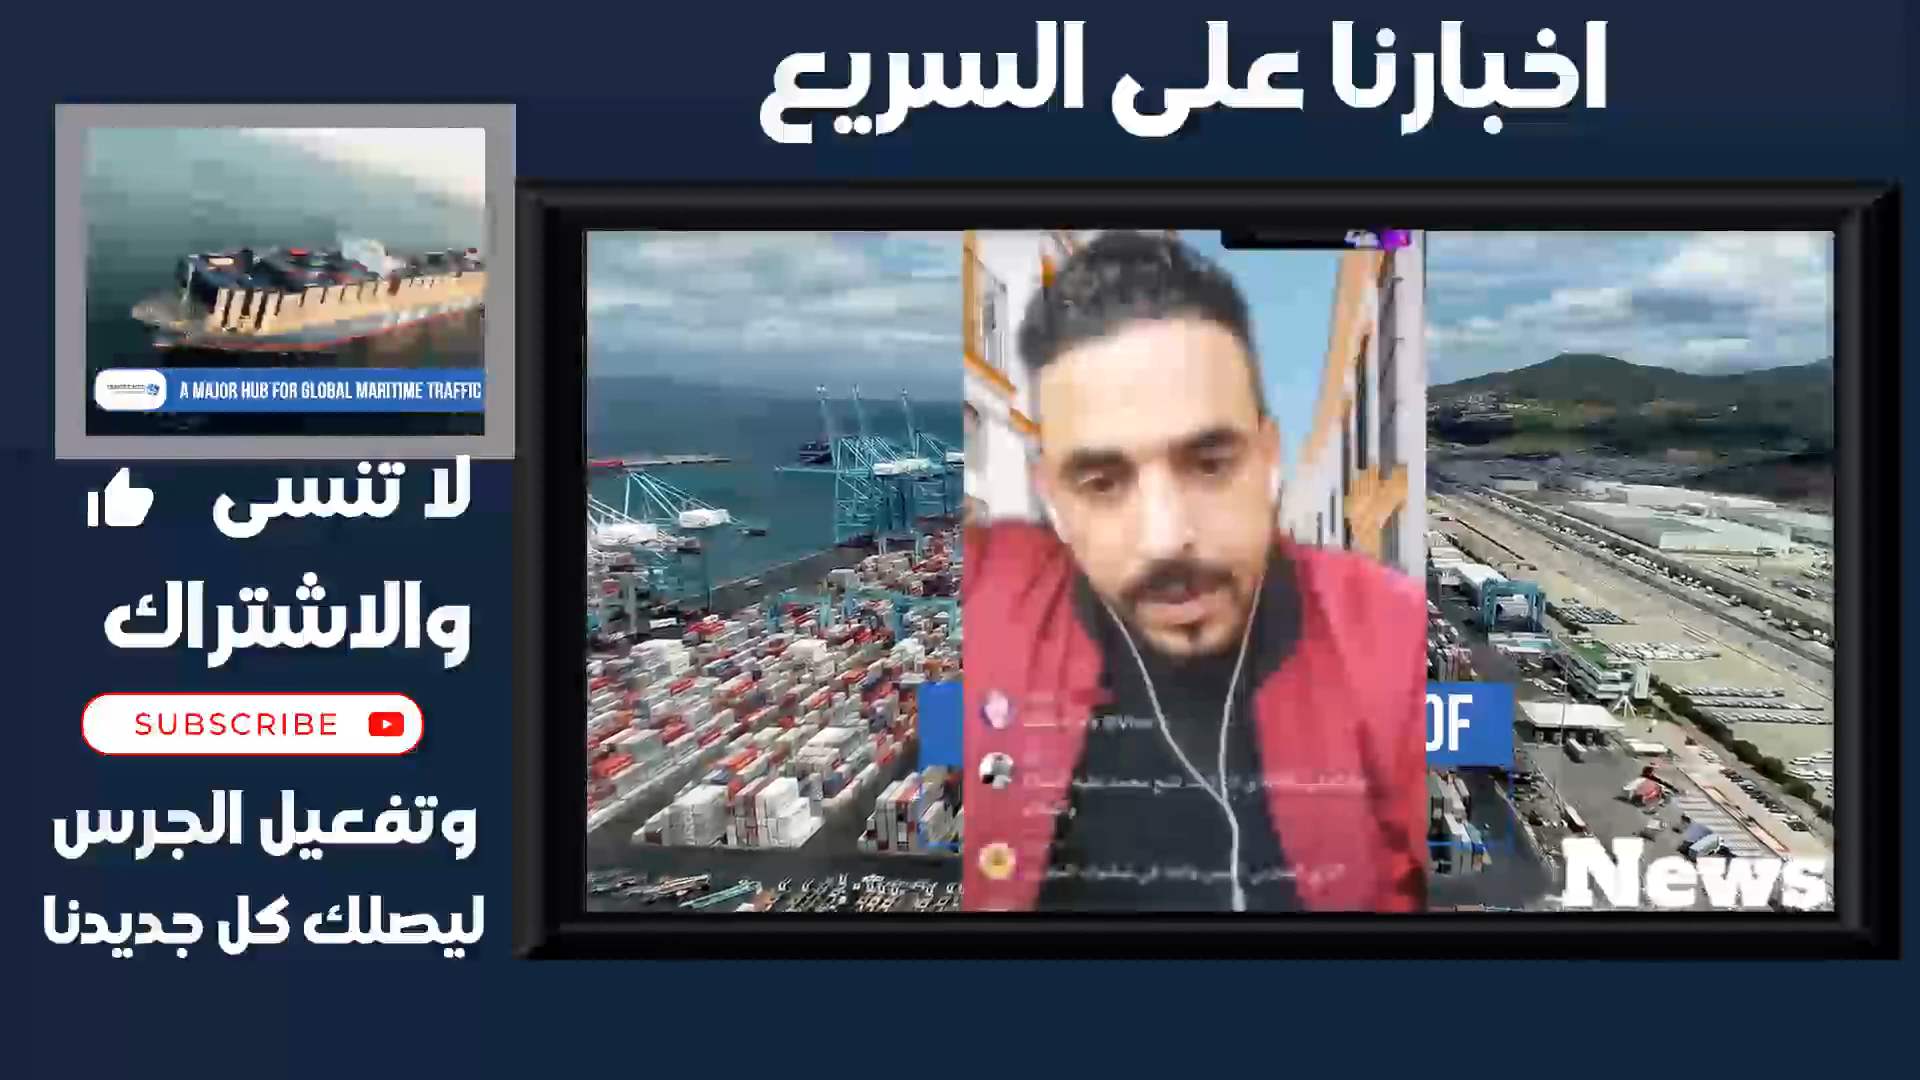 اخبارنا على السريع
A MAJOR HUB FOR GLOBAL MARITIME TRAFFIC
لا تنسى
والاشتراك
SUBSCRIBE
وتفعيل الجرس
ليصلك كل جديدنا
OF
News